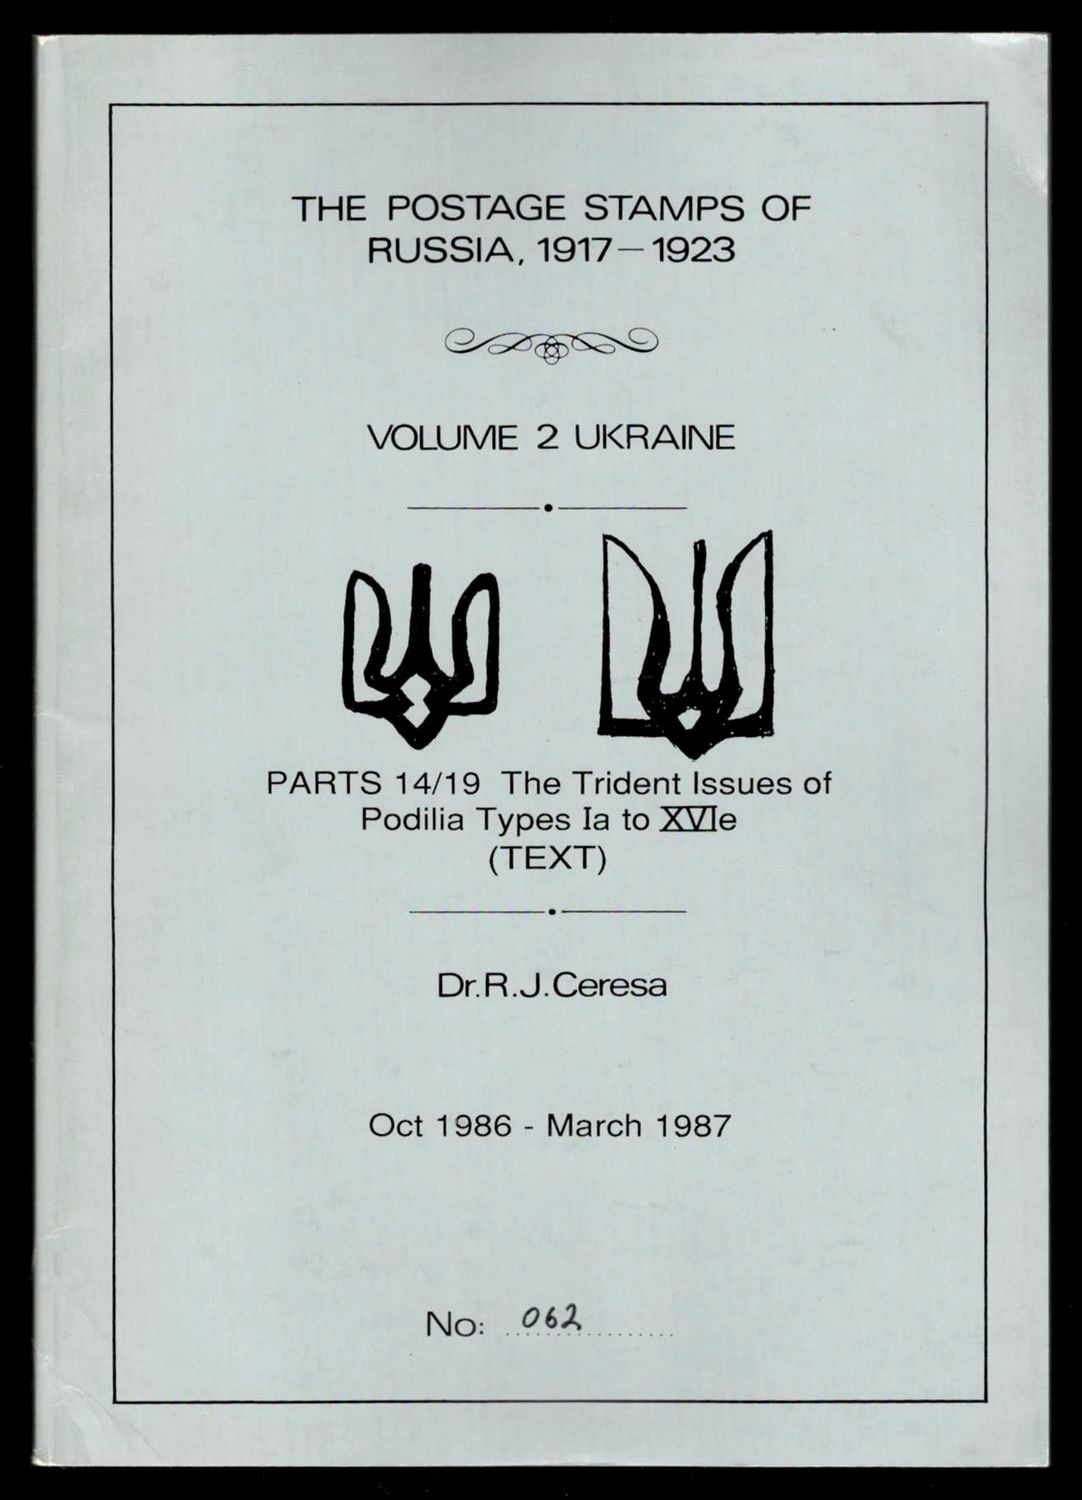 THE POSTAGE STAMPS OF
RUSSIA, 1917—1923
VOLUME 2 UKRAINE
PARTS 14/19 The Trident Issues of
Podilia Types Ia to XVIe
(TEXT)
Dr.R.J.Ceresa
Oct 1986 - March 1987
No: 062